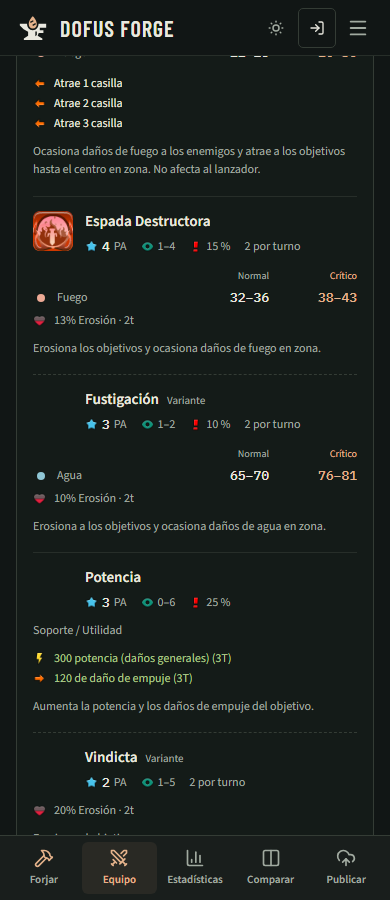 DOFUS FORGE
Atrae 1 casilla
Atrae 2 casilla
Atrae 3 casilla
Ocasiona daños de fuego a los enemigos y atrae a los objetivos
hasta el centro en zona. No afecta al lanzador.
Espada Destructora
4 PA 1–4 15 % 2 por turno
Normal Crítico
Fuego 32–36 38–43
13% Erosión · 2t
Erosiona los objetivos y ocasiona daños de fuego en zona.
Fustigación Variante
3 PA 1–2 10 % 2 por turno
Normal Crítico
Agua 65–70 76–81
10% Erosión · 2t
Erosiona a los objetivos y ocasiona daños de agua en zona.
Potencia
3 PA 0–6 25 %
Soporte / Utilidad
300 potencia (daños generales) (3T)
120 de daño de empuje (3T)
Aumenta la potencia y los daños de empuje del objetivo.
Vindicta Variante
2 PA 1–5 2 por turno
20% Erosión · 2t
Forjar Equipo Estadísticas Comparar Publicar